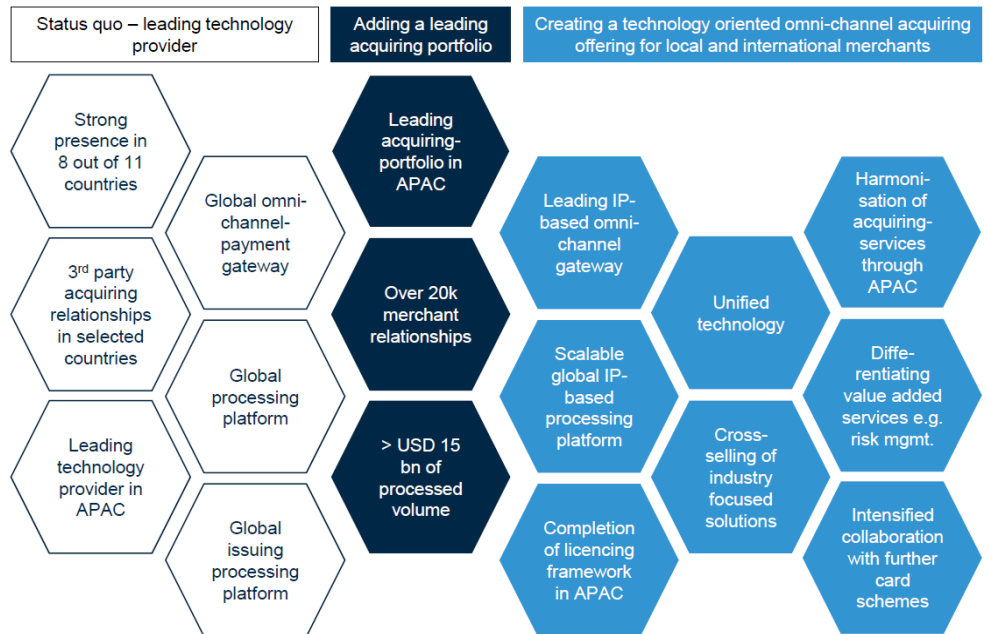 Status quo – leading technology
provider
Adding a leading
acquiring portfolio
Creating a technology oriented omni-channel acquiring
offering for local and international merchants
Strong
presence in
8 out of 11
countries
3rd party
acquiring
relationships
in selected
countries
Leading
technology
provider in
APAC
Global omni-
channel-
payment
gateway
Global
processing
platform
Global
issuing
processing
platform
Leading
acquiring-
portfolio in
APAC
Over 20k
merchant
relationships
> USD 15
bn of
processed
volume
Leading IP-
based omni-
channel
gateway
Scalable
global IP-
based
processing
platform
Completion
of licencing
framework
in APAC
Unified
technology
Cross-
selling of
industry
focused
solutions
Harmoni-
sation of
acquiring-
services
through
APAC
Diffe-
rentiating
value added
services e.g.
risk mgmt.
Intensified
collaboration
with further
card
schemes